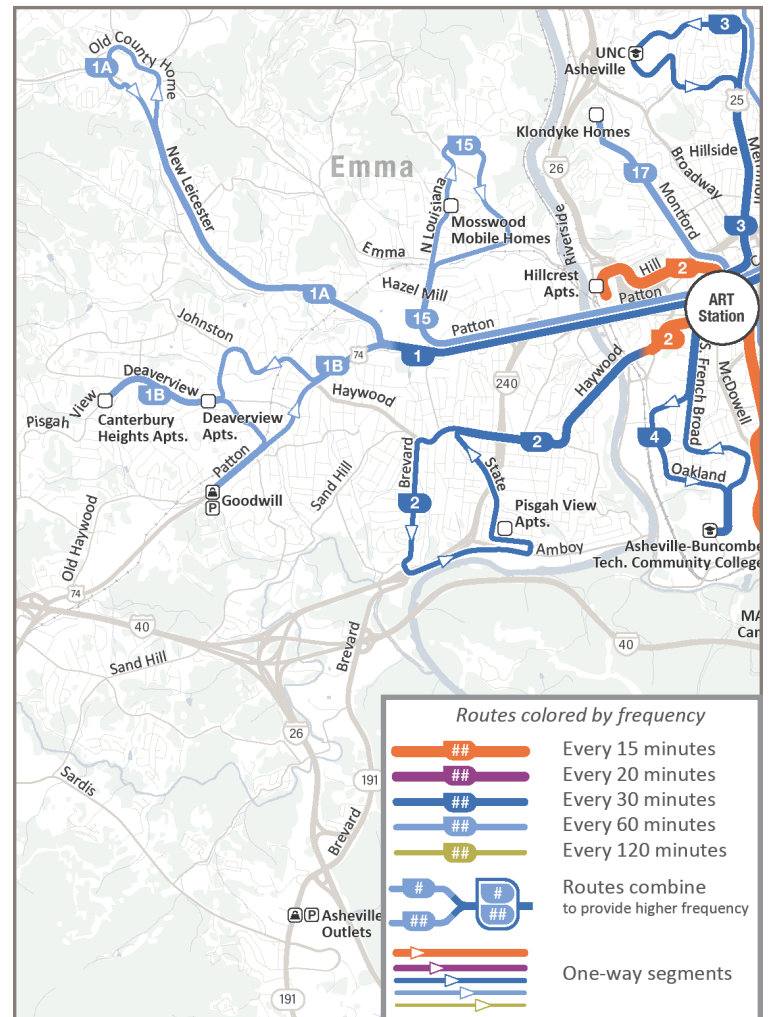 3
Old County Home
UNC
Asheville
1A
25
Klondyke Homes
15
Hillside
Emma
Broadway
New Leicester
26
17
N Louisiana
Montford
Mosswood
Mobile Homes
Riverside
3
Emma
Hill
2
Hillcrest
Apts.
Hazel Mill
Patton
1A
ART
Station
Johnston
15
Patton
2
74
1
1B
Haywood
S. French Broad
McDowell
Deaverview
Haywood
240
1B
Pisgah View
Canterbury
Heights Apts.
Deaverview
Apts.
2
4
Brevard
Patton
State
Oakland
Sand Hill
Goodwill
P
2
Pisgah View
Apts.
Old Haywood
Amboy
Asheville-Buncombe
Tech. Community College
74
40
Brevard
40
Sand Hill
26
Sardis
191
Brevard
P
Asheville
Outlets
191
Routes colored by frequency
## Every 15 minutes
## Every 20 minutes
## Every 30 minutes
## Every 60 minutes
## Every 120 minutes
# # Routes combine
## ## to provide higher frequency
One-way segments